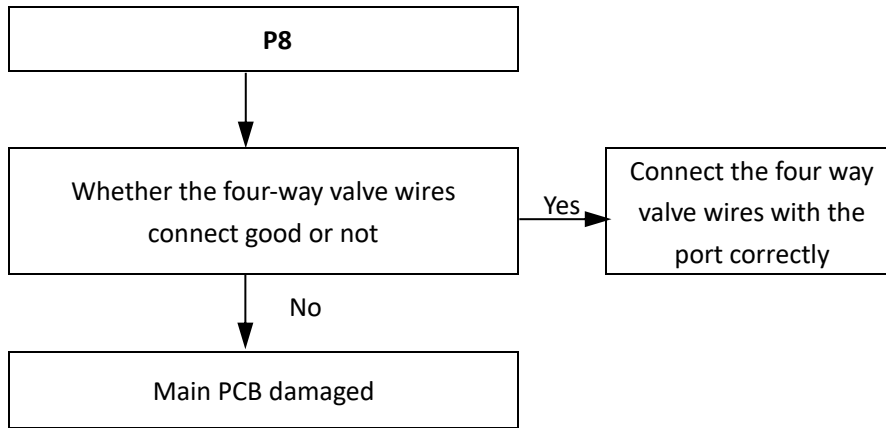 P8
Whether the four-way valve wires
connect good or not
Yes
Connect the four way
valve wires with the
port correctly
No
Main PCB damaged